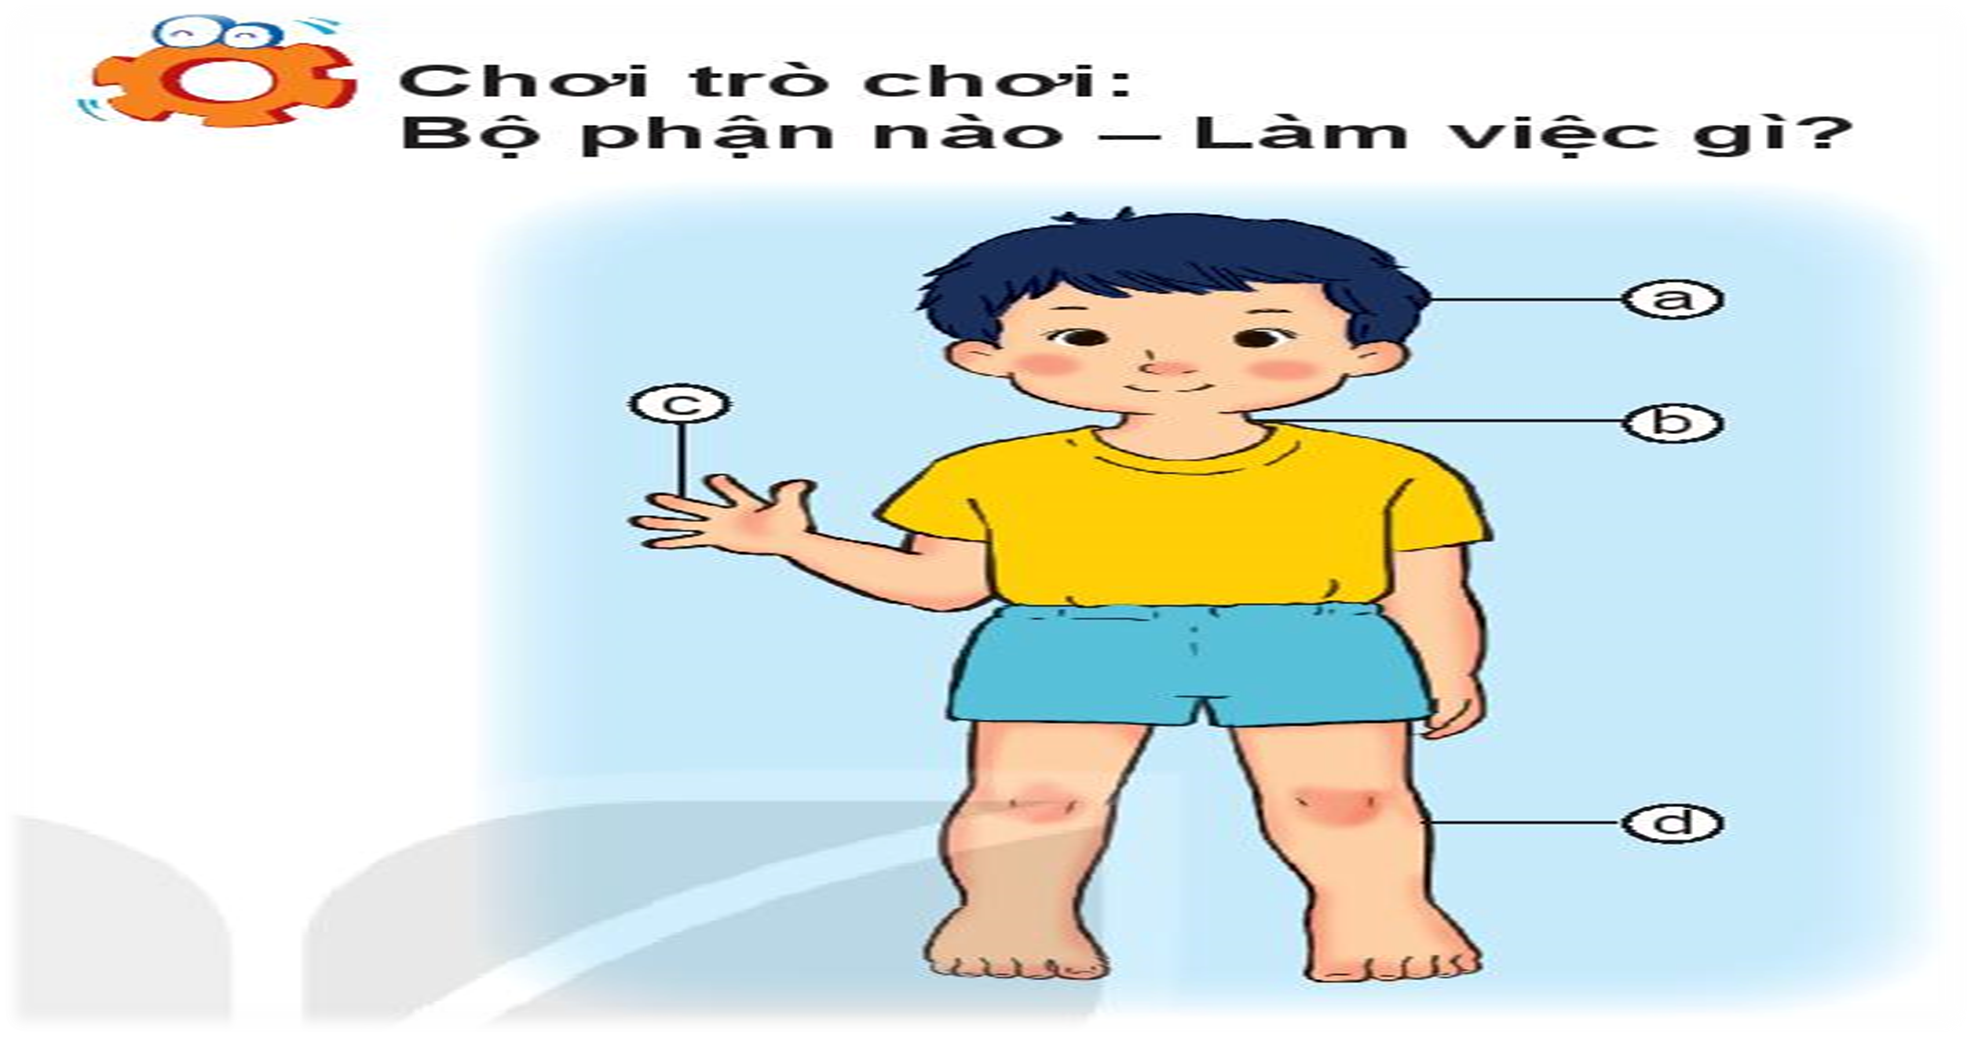 Chơi trò chơi:
Bộ phận nào – Làm việc gì?
a
b
c
d